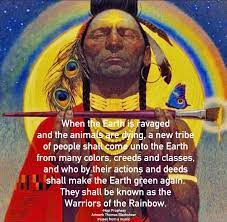 When the Earth is ravaged
and the animals are dying, a new tribe
of people shall come unto the Earth
from many colors, creeds and classes,
and who by their actions and deeds
shall make the Earth green again.
They shall be known as the
Warriors of the Rainbow.
-Hopi Prophecy
Artwork Thomas Blackshear